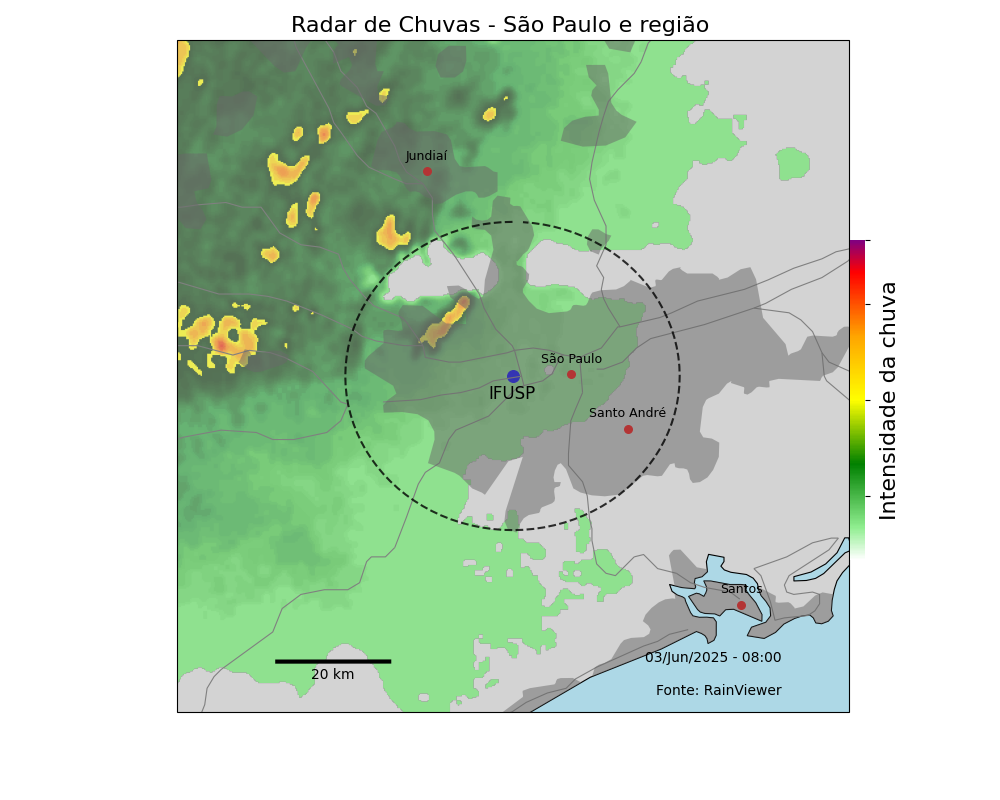 Radar de Chuvas - São Paulo e região
Jundiaí
São Paulo
IFUSP
Santo André
Intensidade da chuva
Santos
03/Jun/2025 - 08:00
20 km
Fonte: RainViewer